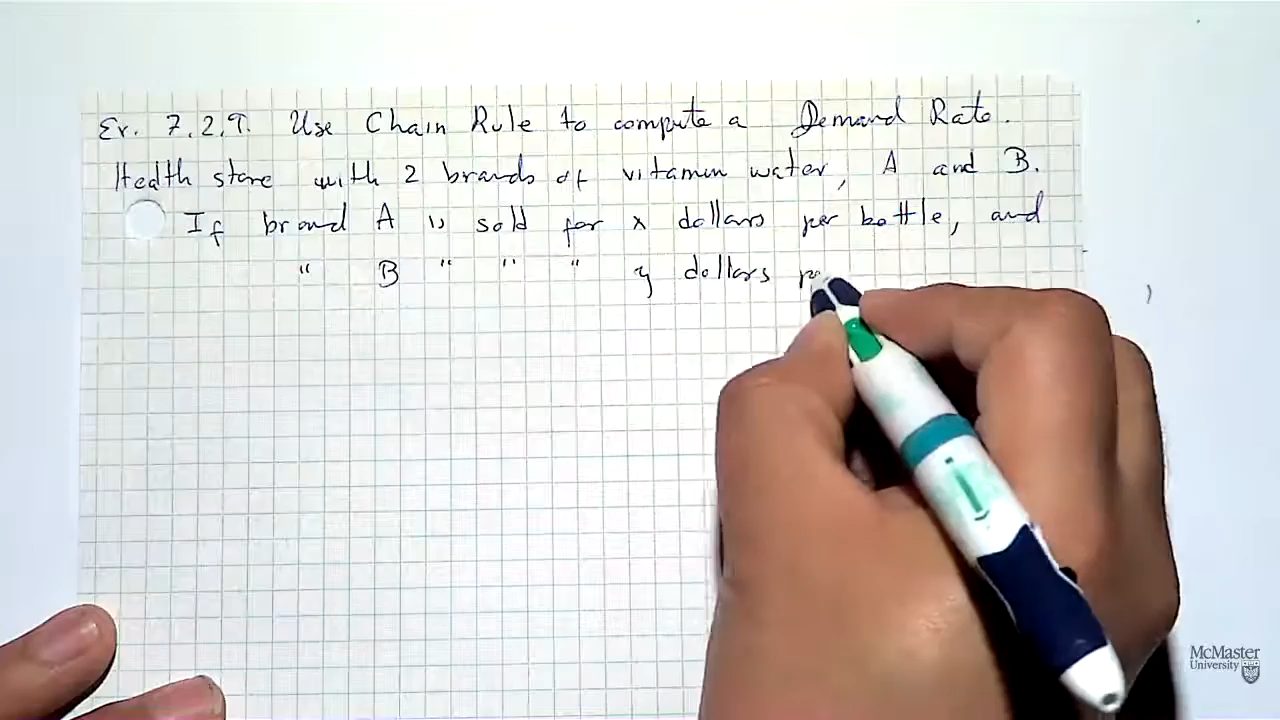 Ex. 7.2.9. Use Chain Rule to compute a Demand Rate.
Health store with 2 brands of vitamin water, A and B.
If brand A is sold for x dollars per bottle, and
" B " " " y dollars
McMaster
University